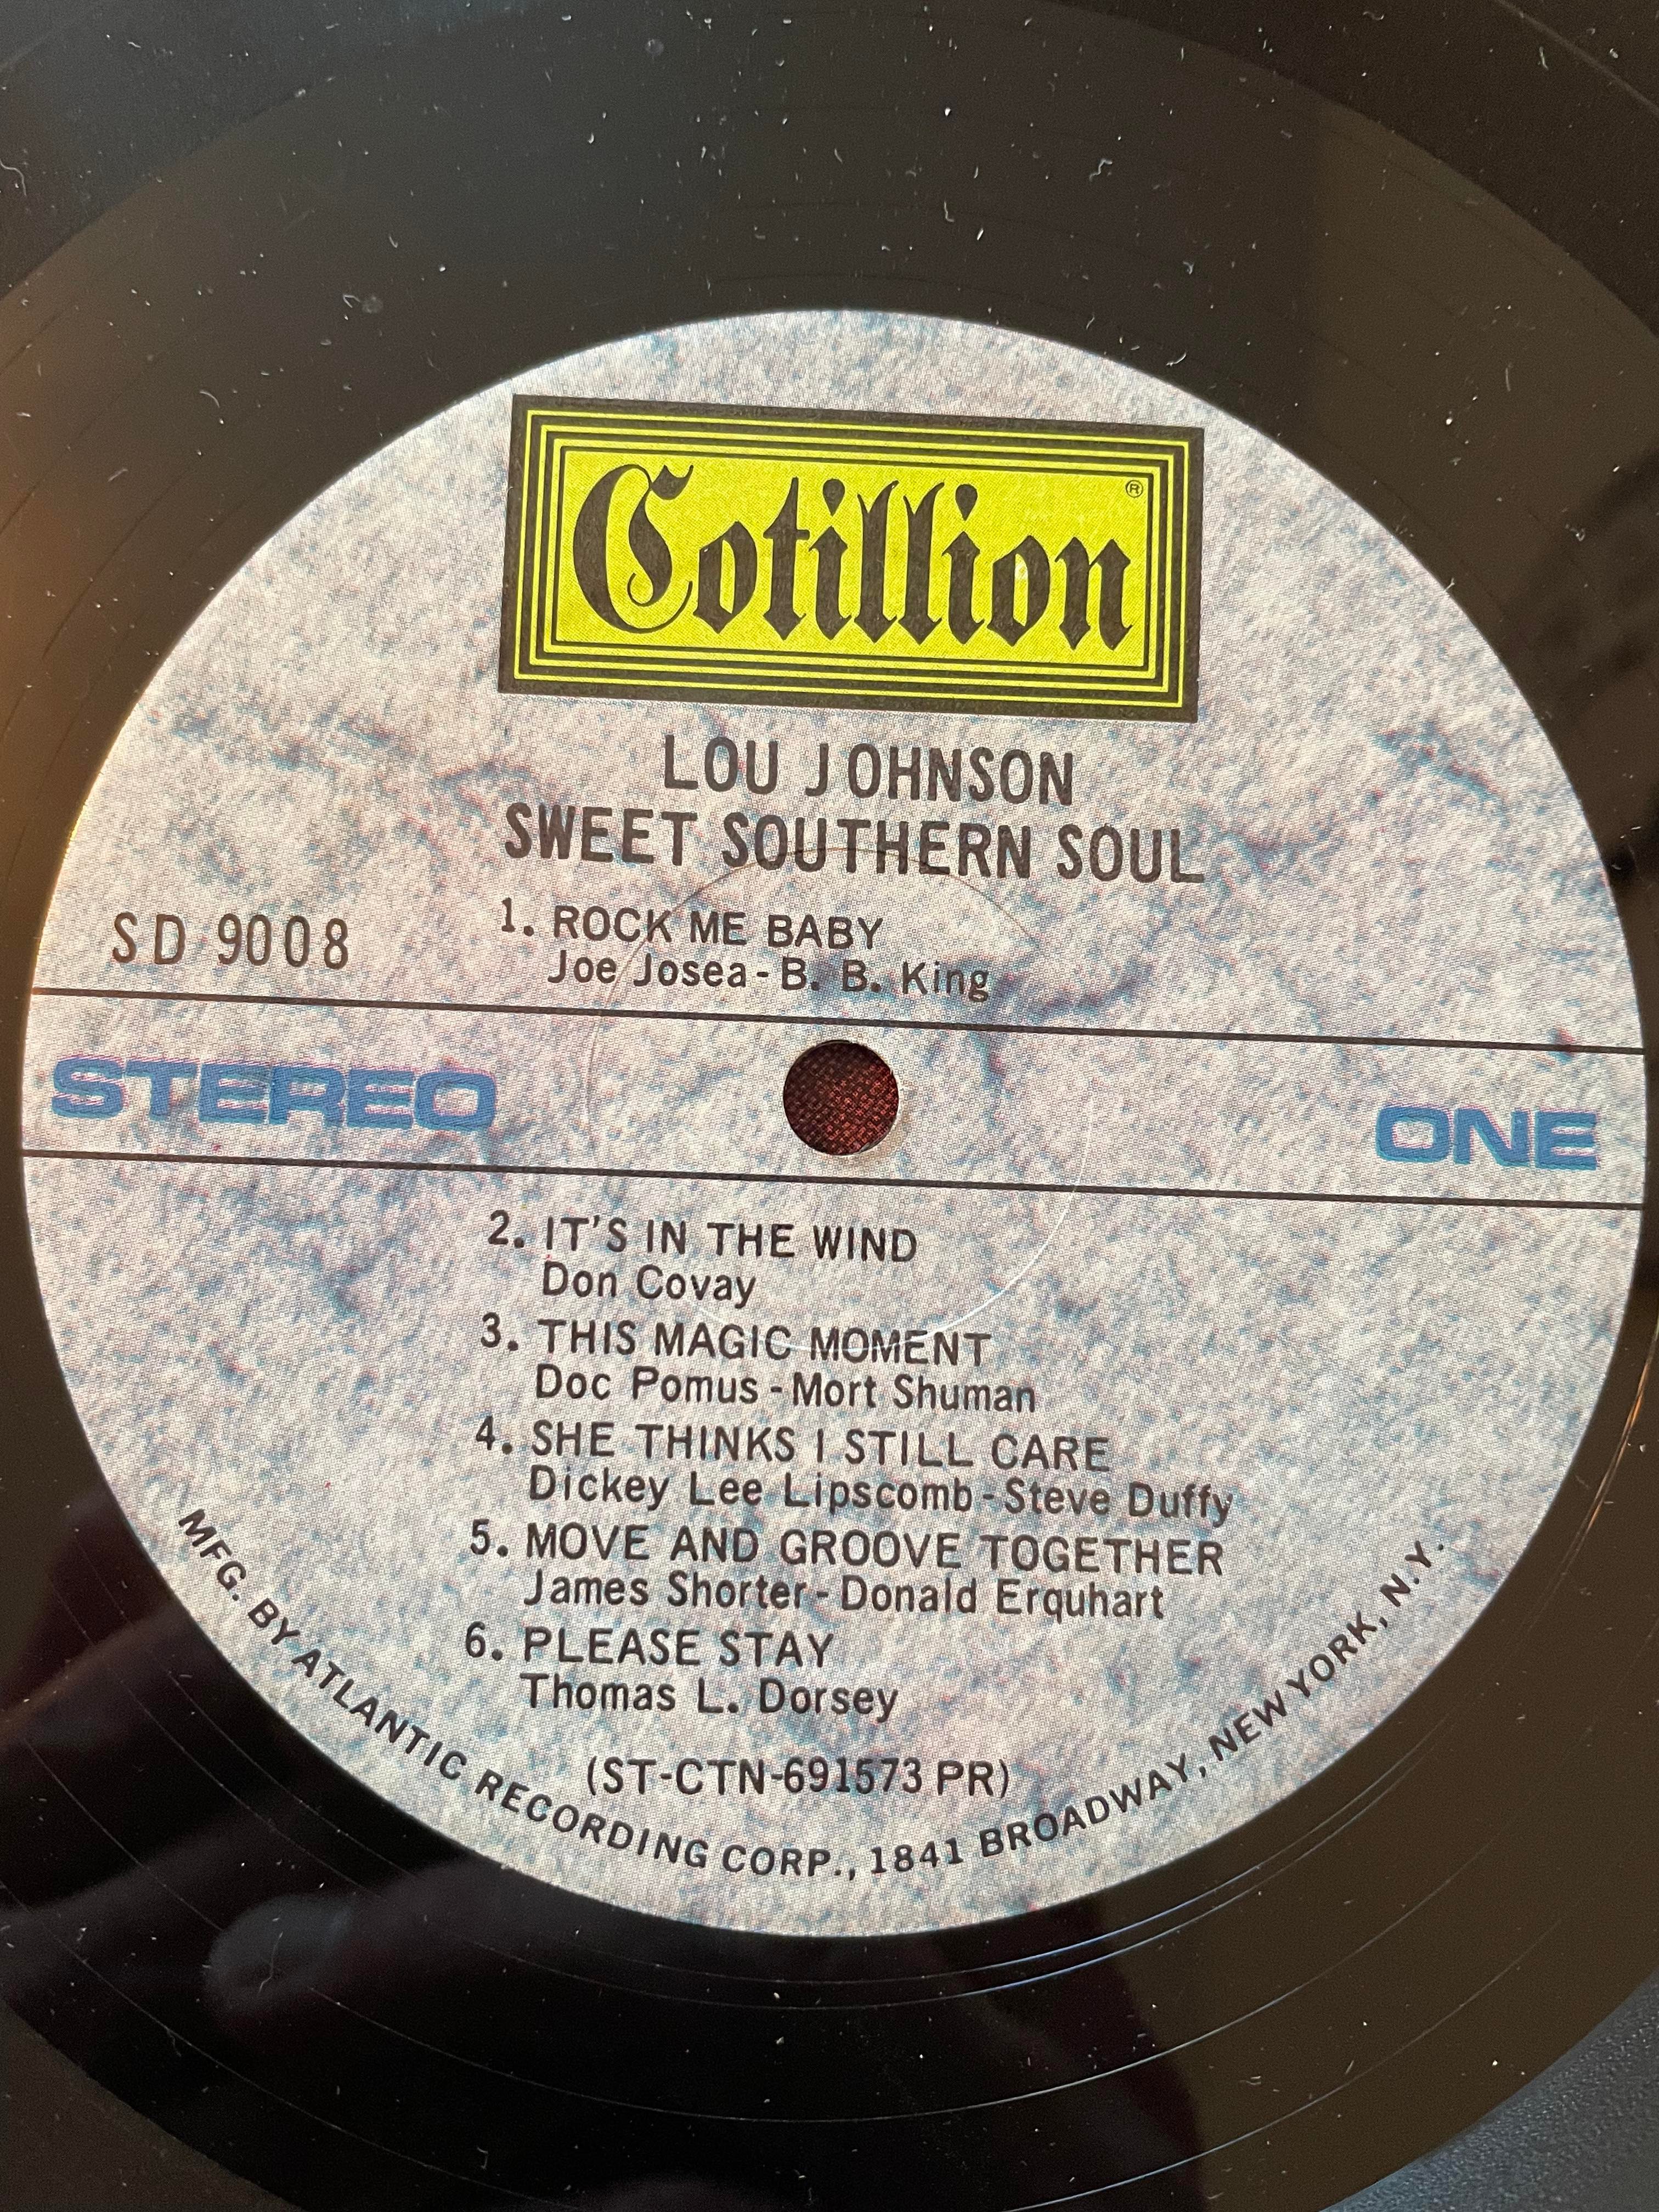 Cotillion ®
LOU JOHNSON
SWEET SOUTHERN SOUL
SD 9008
1. ROCK ME BABY
Joe Josea - B. B. King
STEREO
ONE
2. IT'S IN THE WIND
Don Covay
3. THIS MAGIC MOMENT
Doc Pomus - Mort Shuman
4. SHE THINKS I STILL CARE
Dickey Lee Lipscomb - Steve Duffy
5. MOVE AND GROOVE TOGETHER
James Shorter - Donald Erquhart
6. PLEASE STAY
Thomas L. Dorsey
(ST-CTN-691573 PR)
MFG. BY ATLANTIC RECORDING CORP., 1841 BROADWAY, NEW YORK, N.Y.